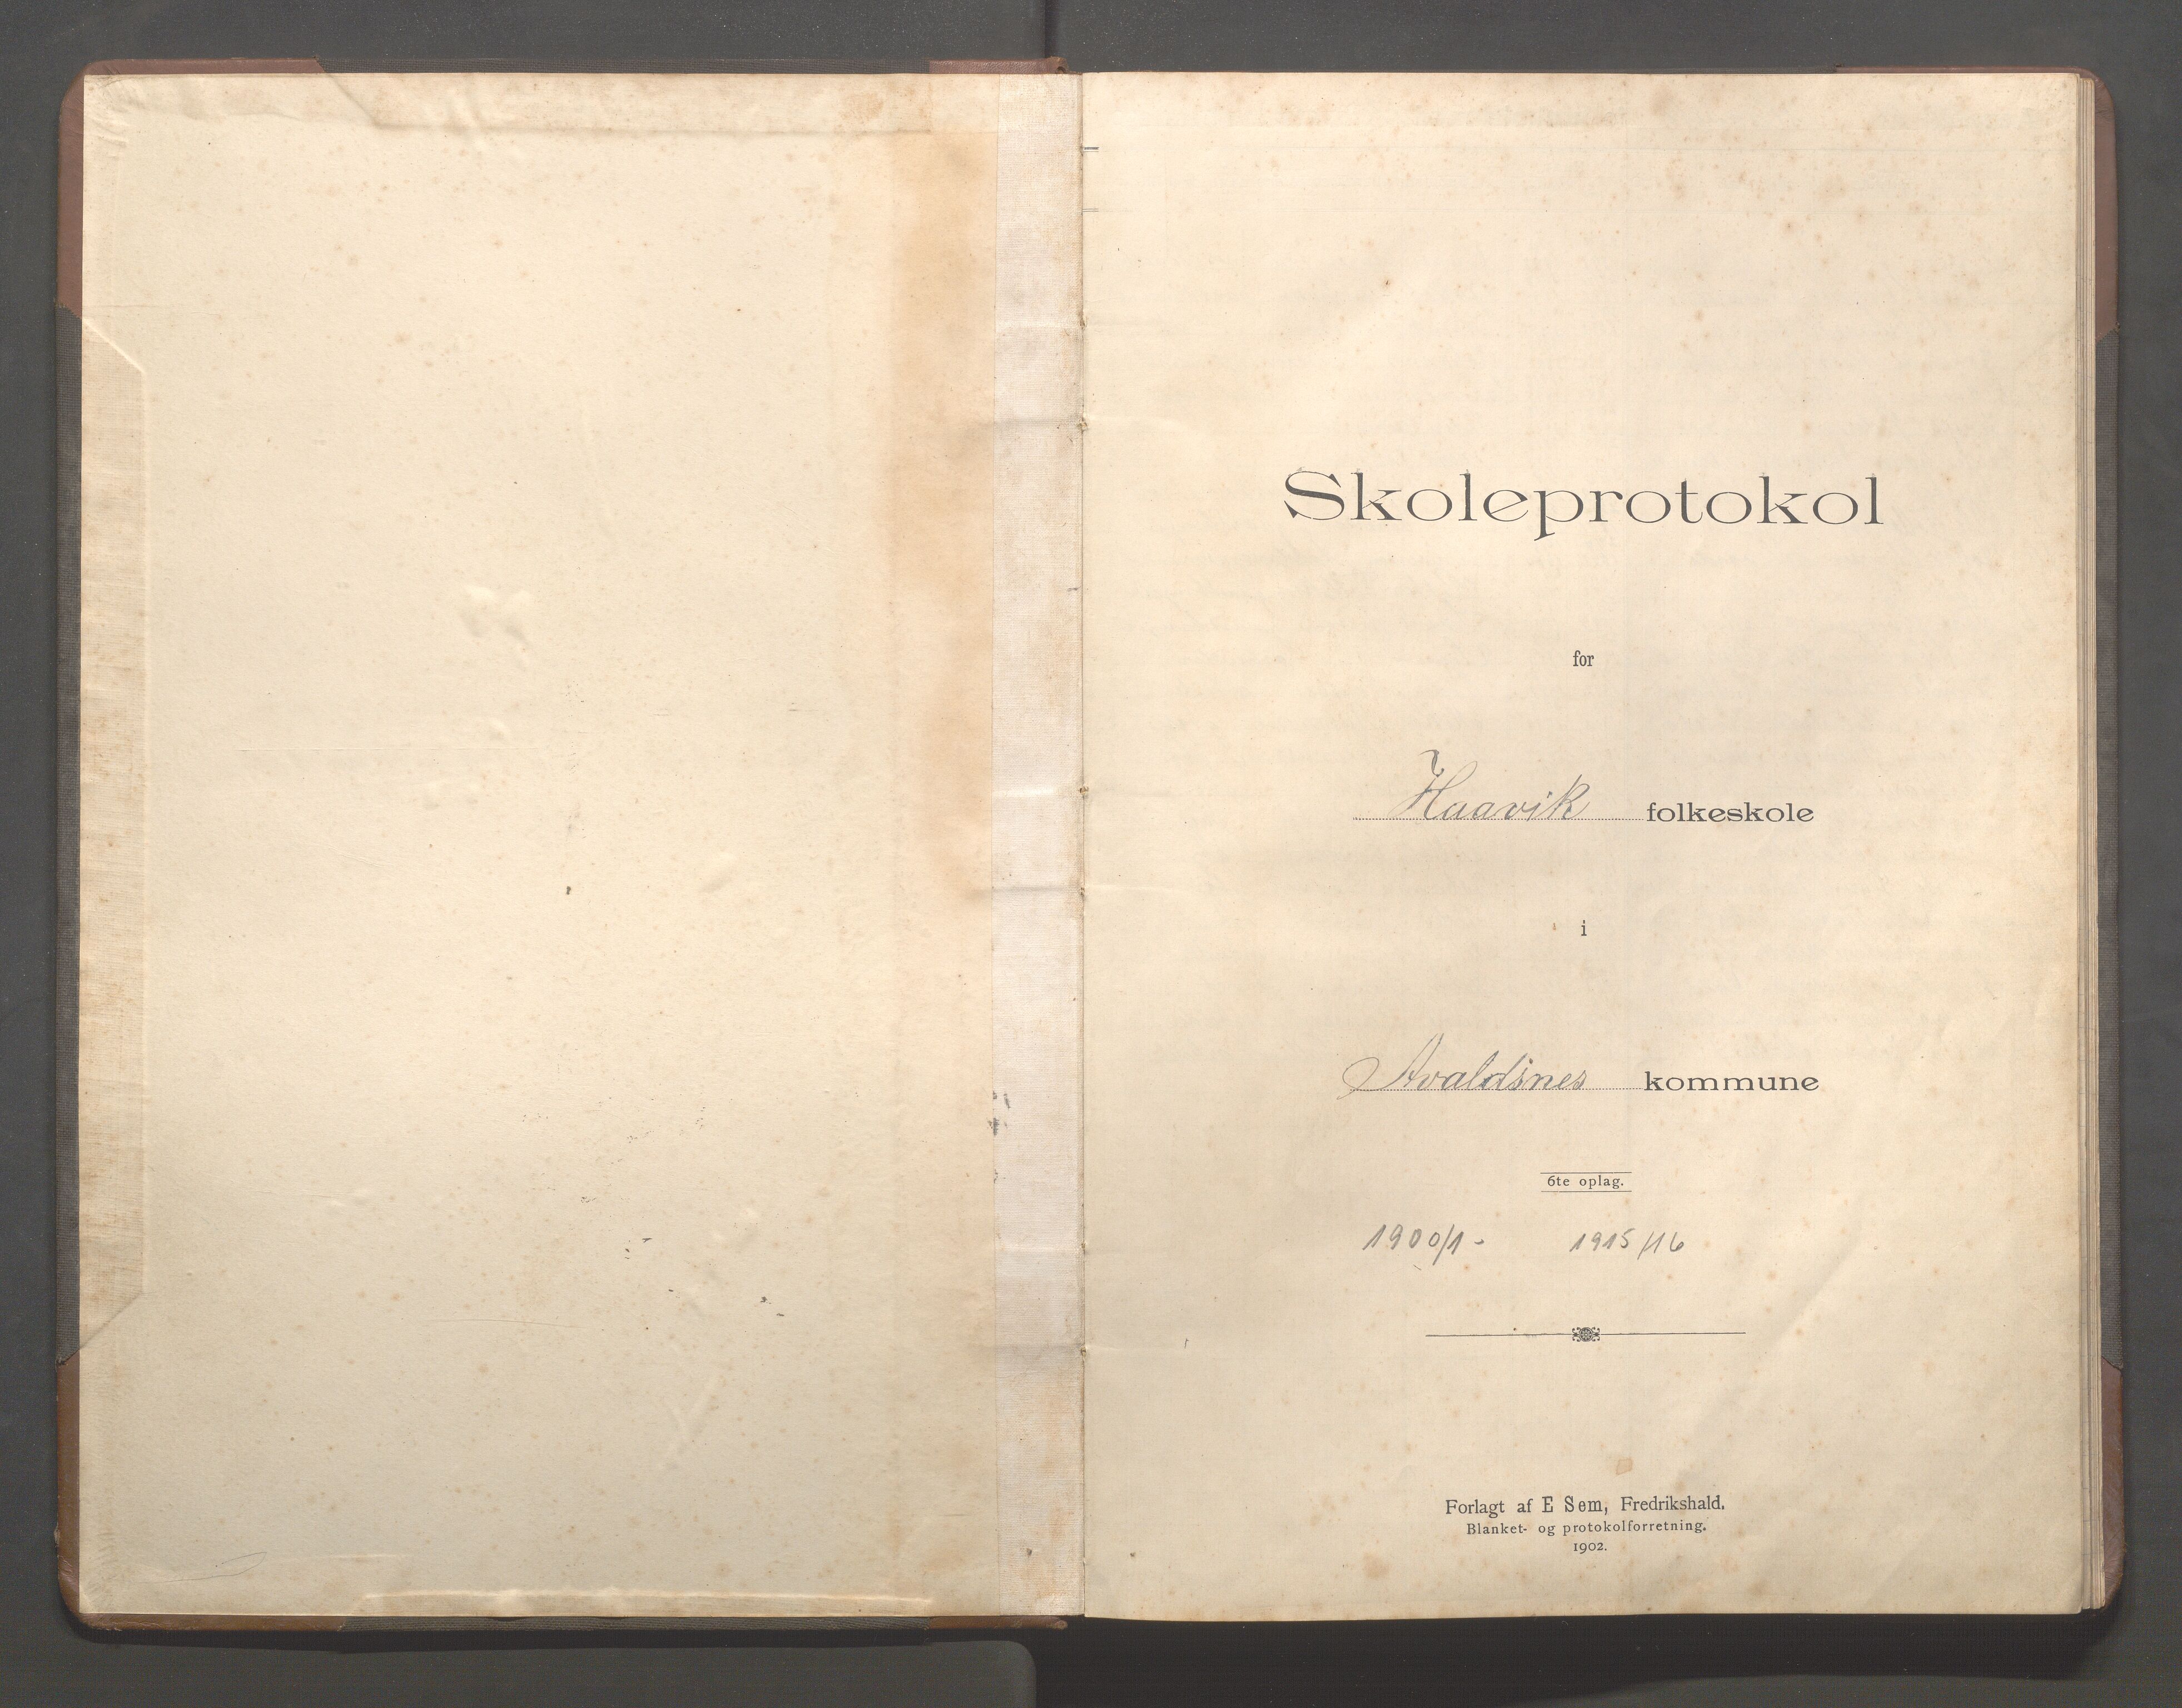 Skoleprotokol
for
Haavik folkeskole
i
Avaldsnes kommune
6te oplag.
1900/1 - 1915/16
Forlagt af E Sem, Fredrikshald.
Blanket- og protokolforretning.
1902.